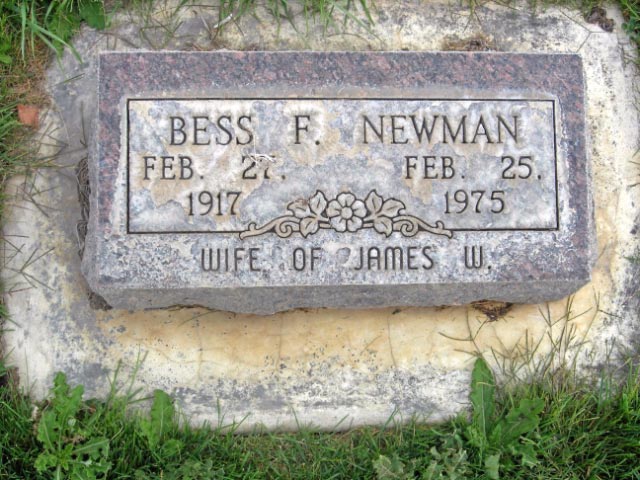 BESS F. NEWMAN
FEB. 27. FEB. 25.
1917 1975
WIFE OF JAMES W.